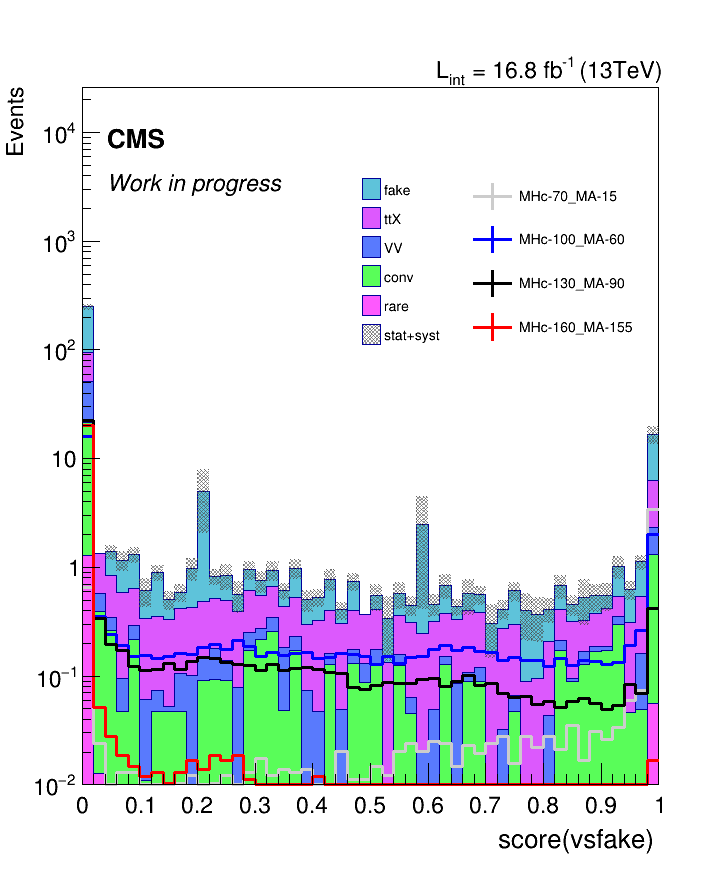 L_int = 16.8 fb^-1 (13TeV)
Events
CMS
Work in progress
fake
ttX
VV
conv
rare
stat+syst
MHc-70_MA-15
MHc-100_MA-60
MHc-130_MA-90
MHc-160_MA-155
10^4
10^3
10^2
10
1
10^-1
10^-2
0 0.1 0.2 0.3 0.4 0.5 0.6 0.7 0.8 0.9 1
score(vsfake)